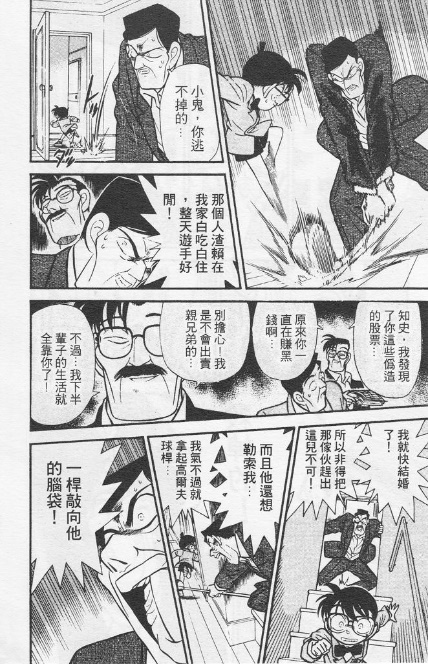 小鬼，你逃
不掉的…
ダッ
那個人渣賴在
我家白吃白住
，整天遊手好
閒！
知史，我發現
了你這些偽造
的股票…
原來你一
直在賺黑
錢啊…
別擔心！我
是不會出賣
親兄弟的…
不過…我下半
輩子的生活就
全靠你了！
我就快結婚
了！
所以非得把
那傢伙趕出
這兒不可！
而且他還想
勒索我…
我氣不過就
拿起高爾夫
球桿…
一桿敲向他
的腦袋！